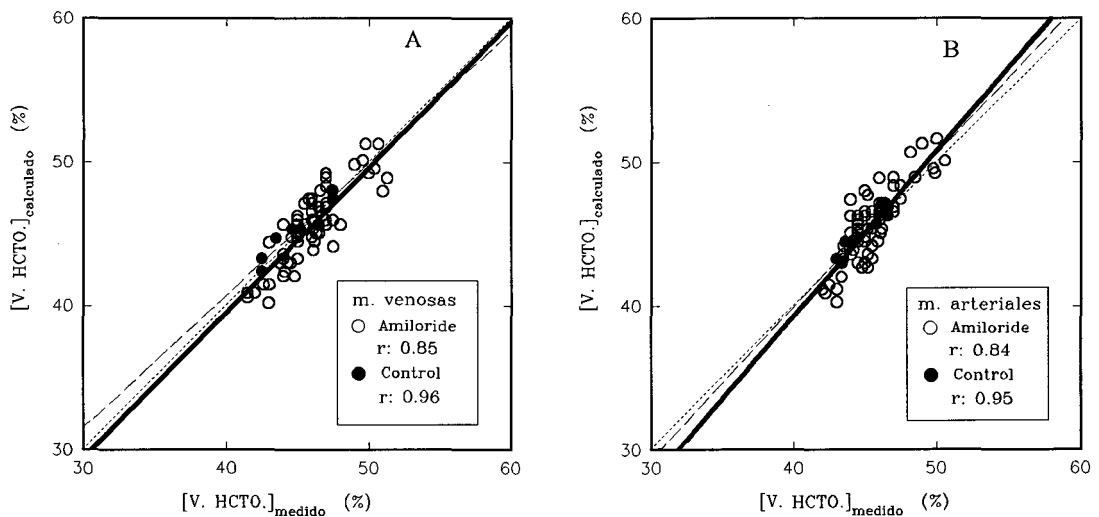 A
60
50
40
30
[V. HCTO.]calculado (%)
m. venosas
Amiloride
r: 0.85
Control
r: 0.96
30 40 50 60
[V. HCTO.]medido (%)
B
60
50
40
30
[V. HCTO.]calculado (%)
m. arteriales
Amiloride
r: 0.84
Control
r: 0.95
30 40 50 60
[V. HCTO.]medido (%)